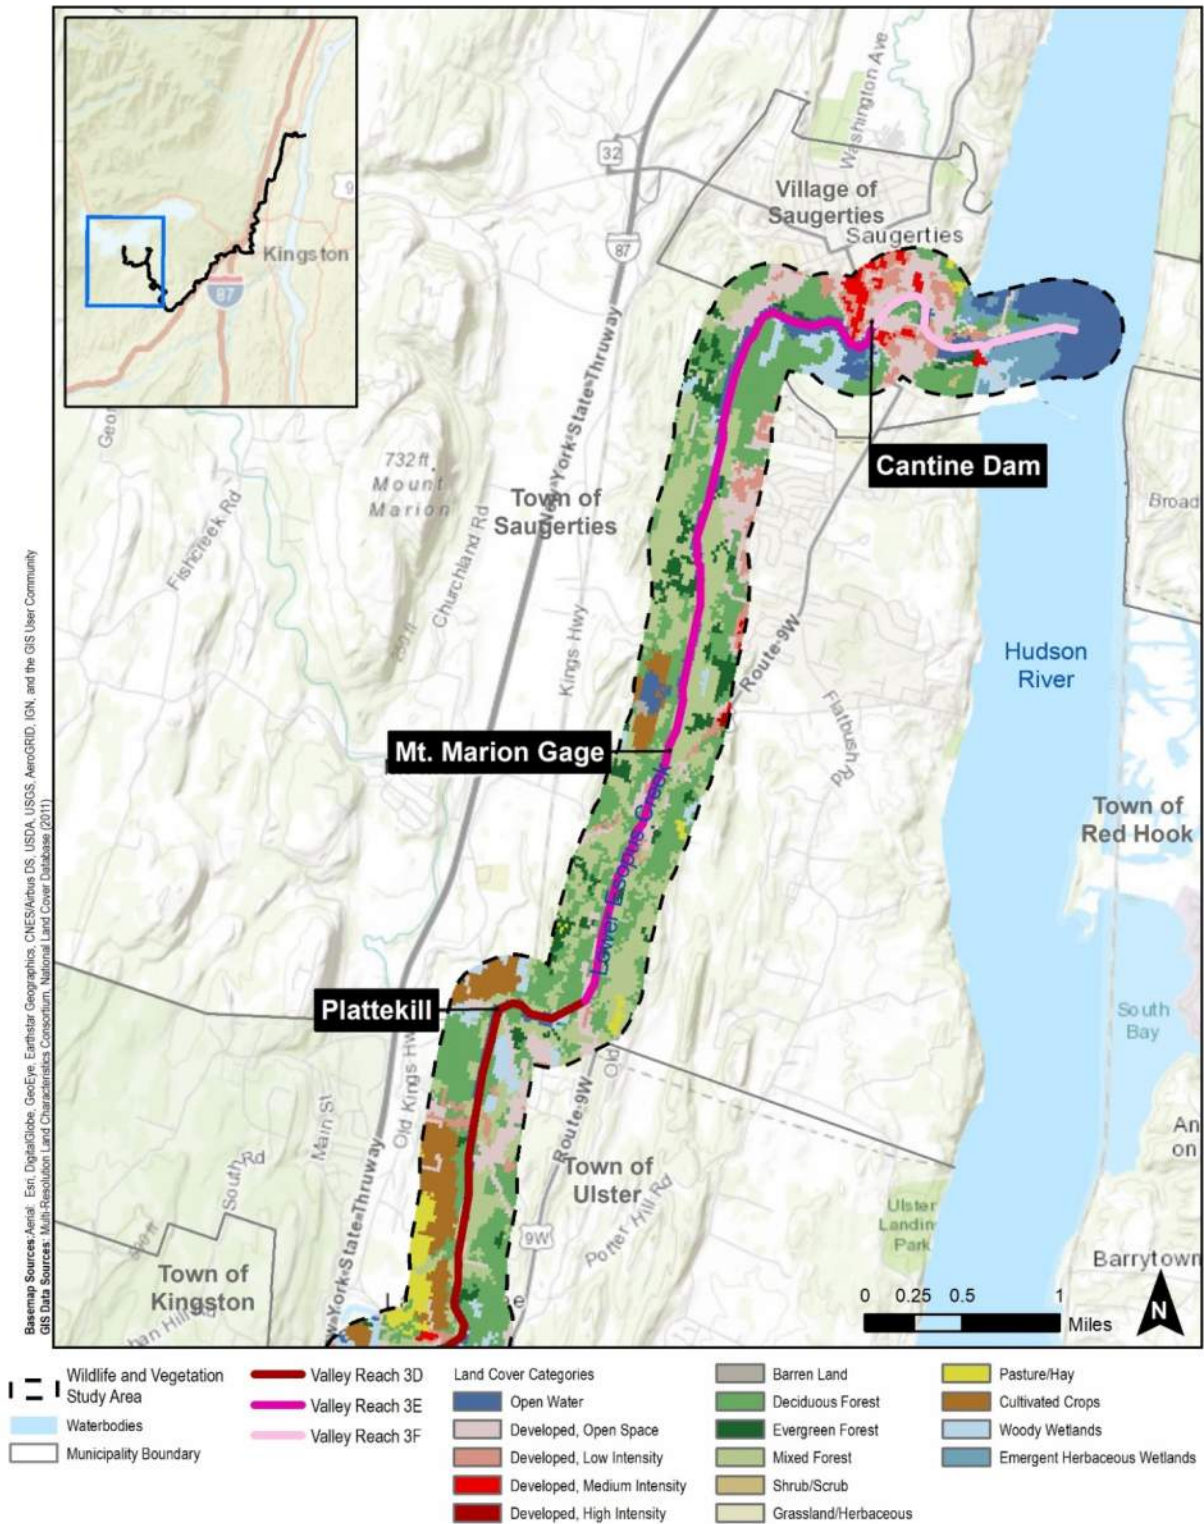 Kingston
9
87
Washington Ave
32
Village of
Saugerties
Saugerties
87
New York State Thruway
Cantine Dam
732 ft
Mount
Marion
Town of
Saugerties
Broad
Fishcreek Rd
Churchland Rd
Kings Hwy
Route 9W
Hudson
River
Flatbush
Rd
Mt. Marion Gage
Town of
Red Hook
Lower Esopus Creek
Plattekill
South
Bay
Old Kings Hwy
Old
Main St
South Rd
Route 9W
Town of
Ulster
9W
Potter Hill Rd
An
on
Ulster
Landin
Park
Barrytown
Town of
Kingston
York State Thruway
0 0.25 0.5 1
Miles
N
Basemap Sources: Aerial: Esri, DigitalGlobe, GeoEye, Earthstar Geographics, CNES/Airbus DS, USDA, USGS, AeroGRID, IGN, and the GIS User Community
GIS Data Sources: Multi-Resolution Land Characteristics Consortium, National Land Cover Database (2011)
Wildlife and Vegetation
Study Area
Waterbodies
Municipality Boundary
Valley Reach 3D
Valley Reach 3E
Valley Reach 3F
Land Cover Categories
Open Water
Developed, Open Space
Developed, Low Intensity
Developed, Medium Intensity
Developed, High Intensity
Barren Land
Deciduous Forest
Evergreen Forest
Mixed Forest
Shrub/Scrub
Grassland/Herbaceous
Pasture/Hay
Cultivated Crops
Woody Wetlands
Emergent Herbaceous Wetlands